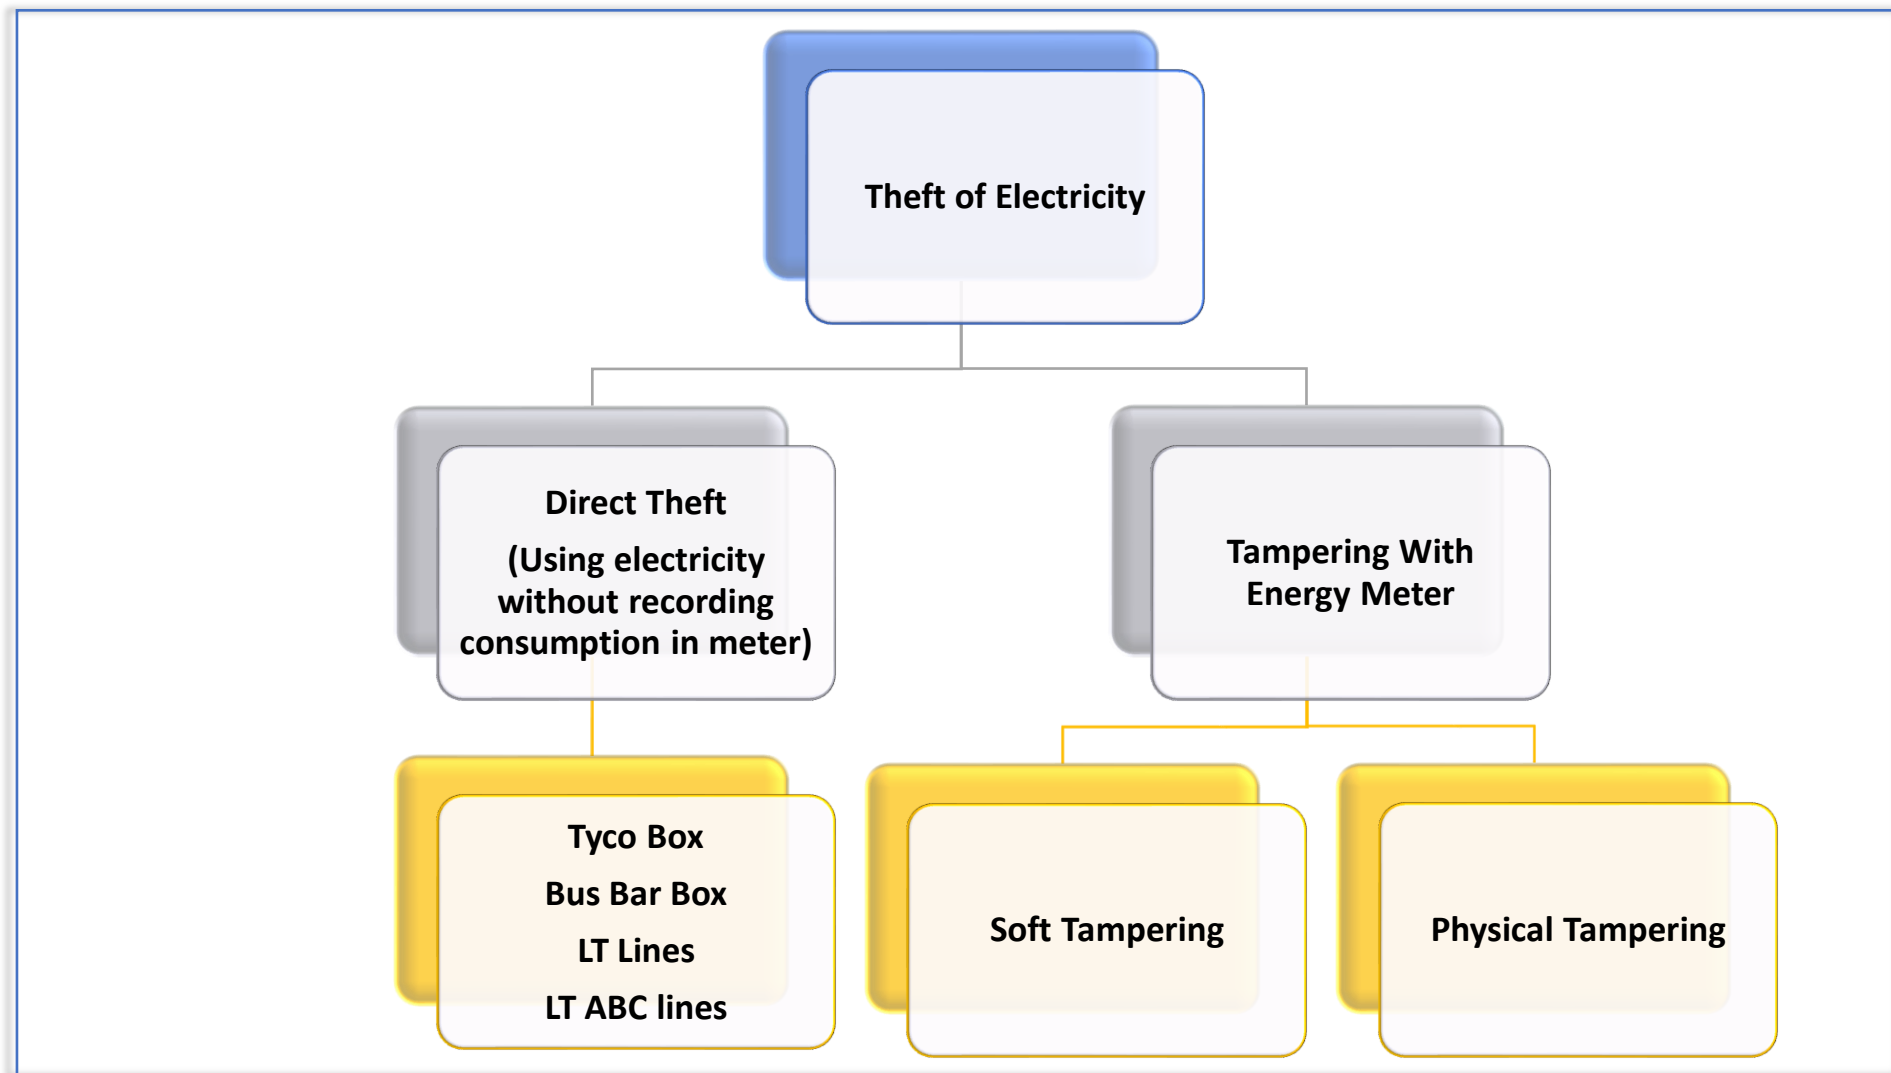 Theft of Electricity
Direct Theft
(Using electricity
without recording
consumption in meter)
Tampering With
Energy Meter
Tyco Box
Bus Bar Box
LT Lines
LT ABC lines
Soft Tampering
Physical Tampering